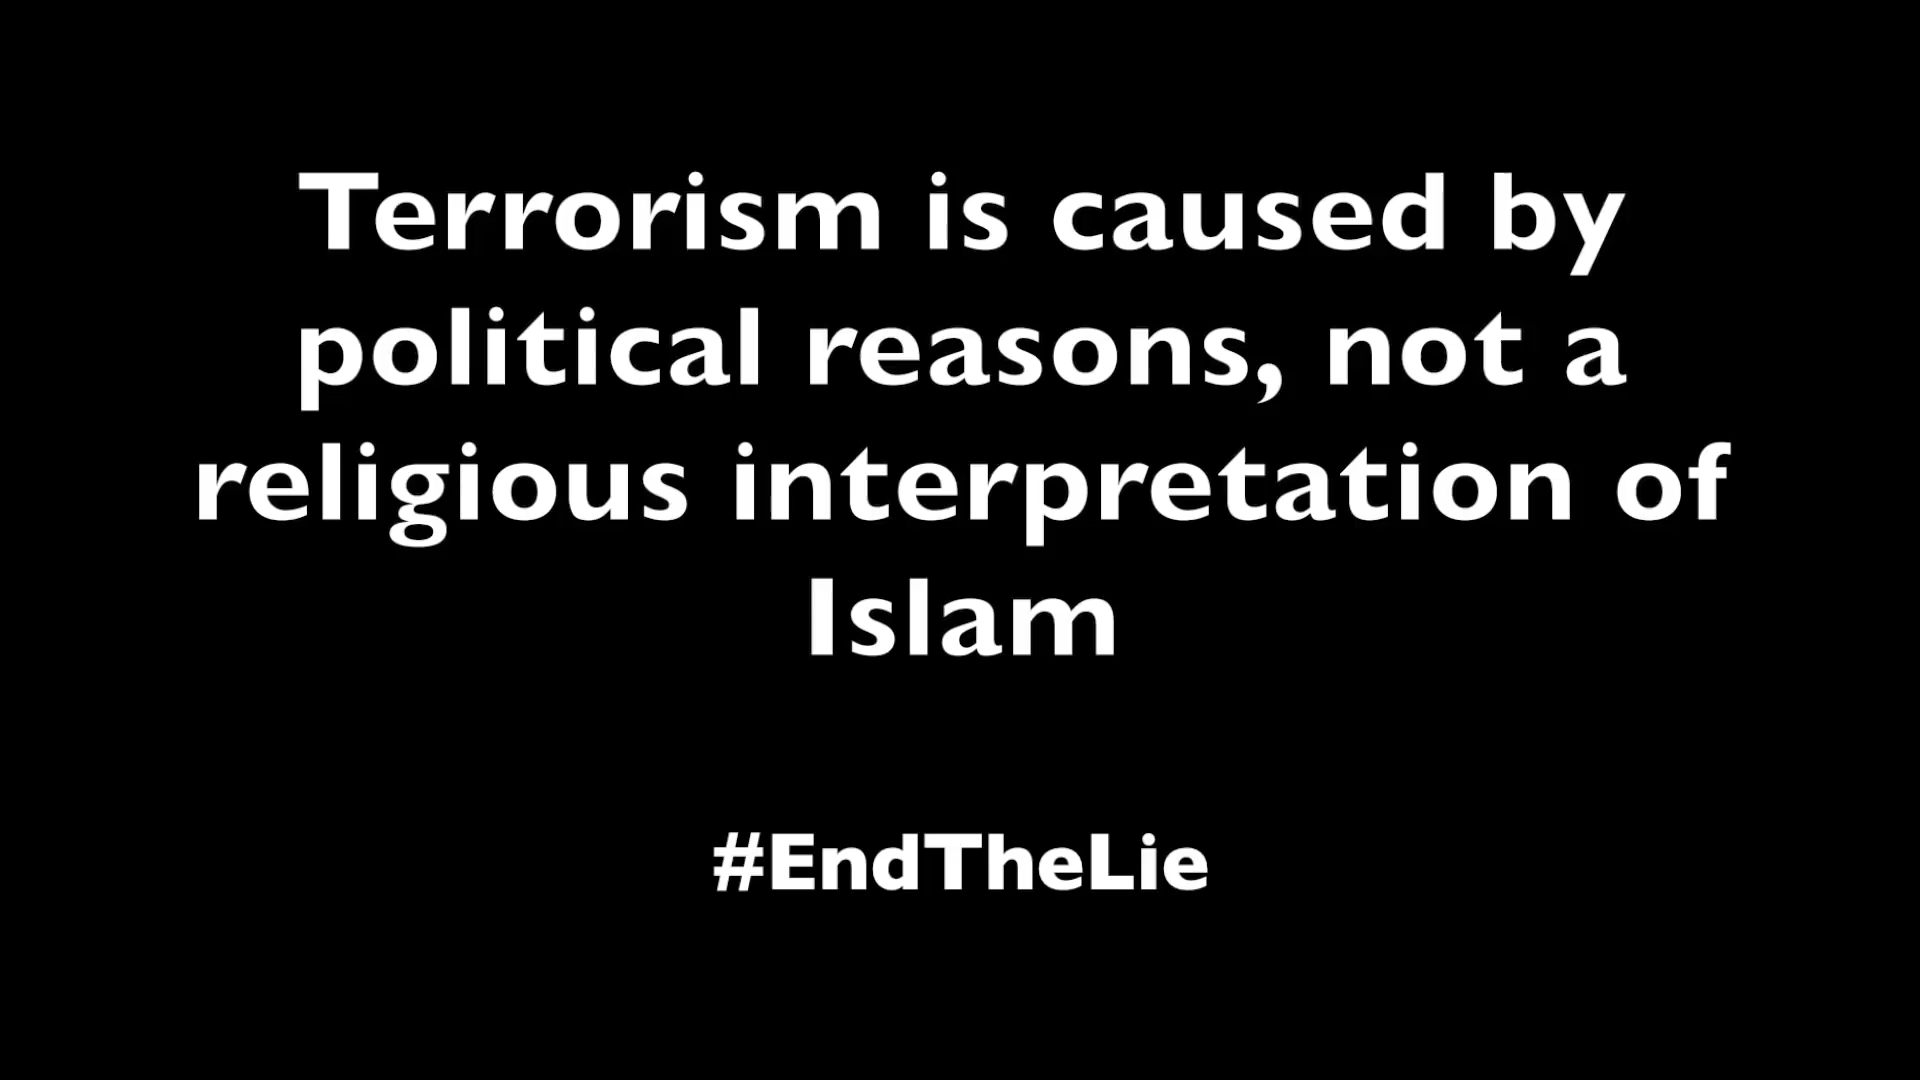 Terrorism is caused by
political reasons, not a
religious interpretation of
Islam
#EndTheLie